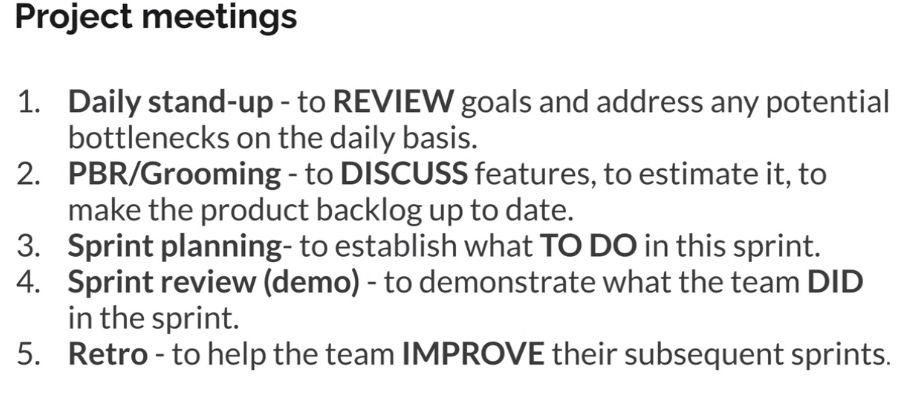 Project meetings
1. Daily stand-up - to REVIEW goals and address any potential
bottlenecks on the daily basis.
2. PBR/Grooming - to DISCUSS features, to estimate it, to
make the product backlog up to date.
3. Sprint planning- to establish what TO DO in this sprint.
4. Sprint review (demo) - to demonstrate what the team DID
in the sprint.
5. Retro - to help the team IMPROVE their subsequent sprints.